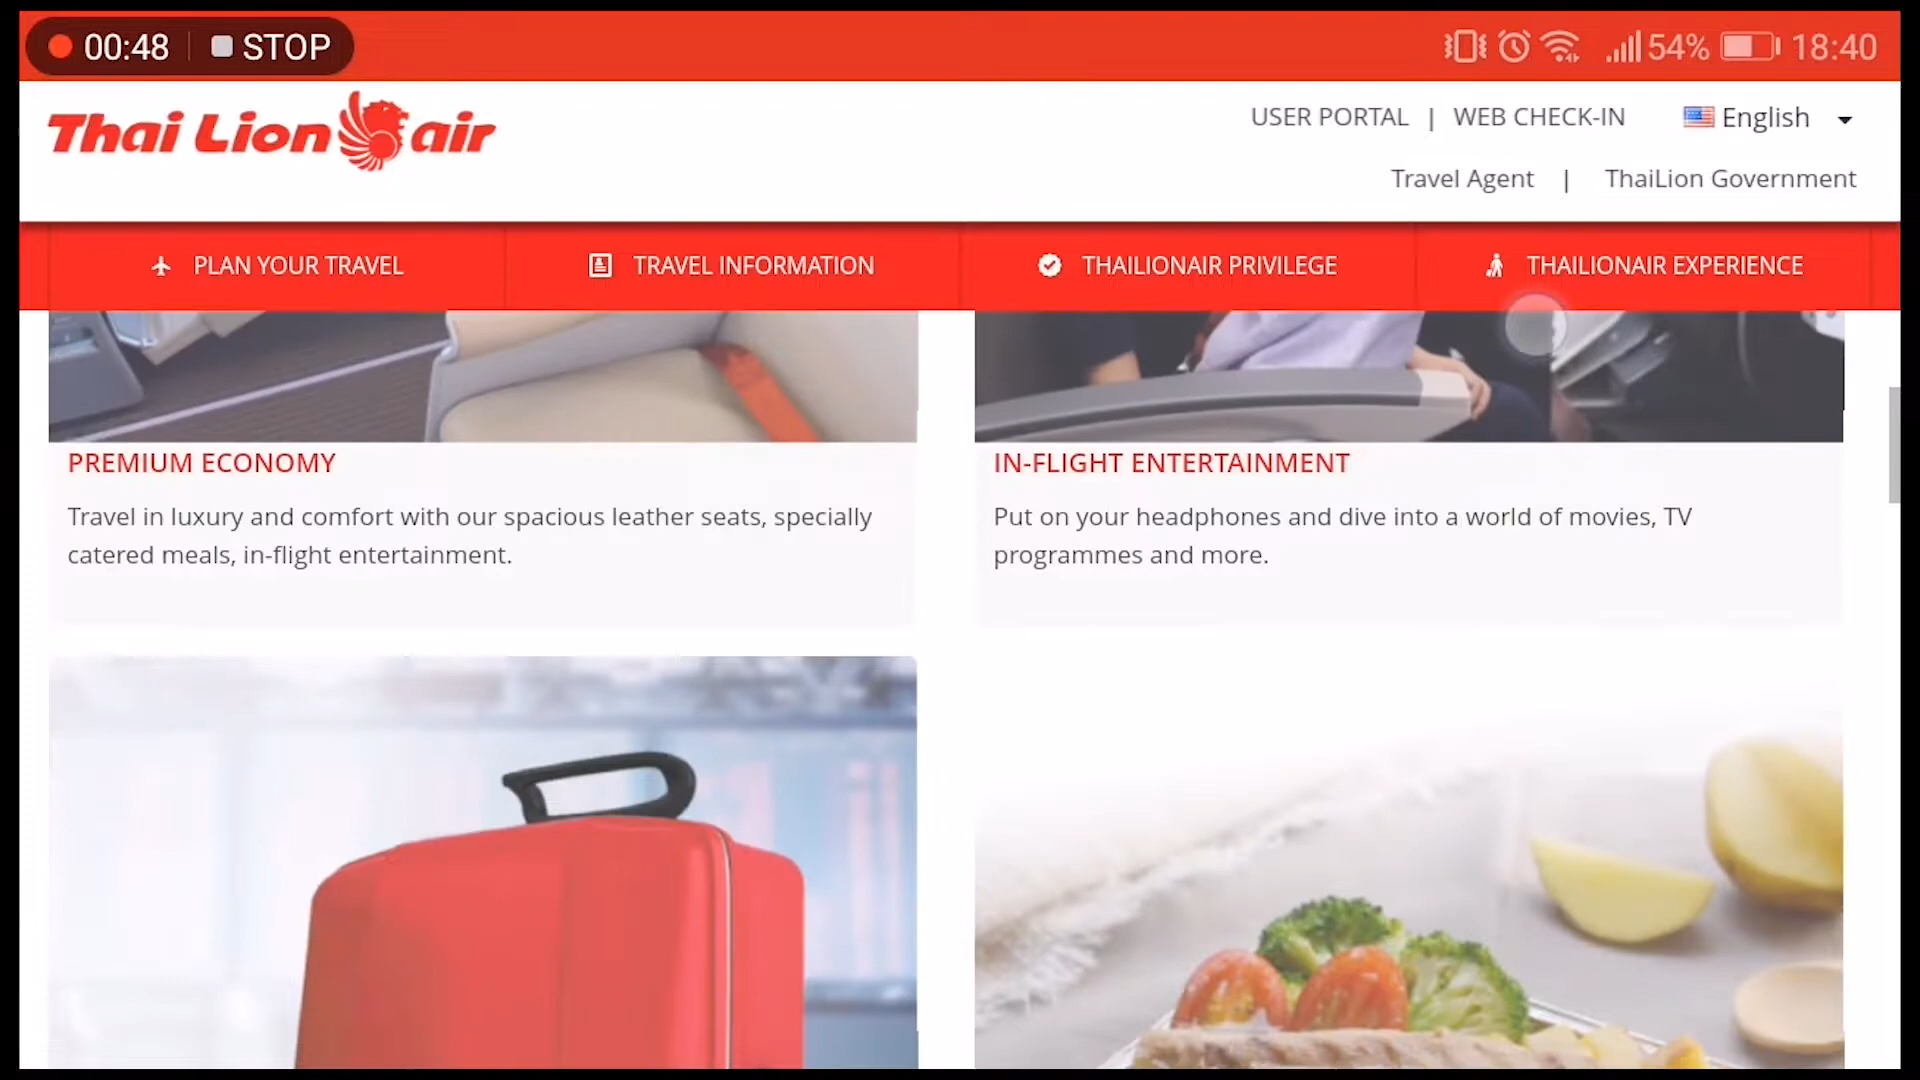 00:48 STOP
54% 18:40
Thai Lion air
USER PORTAL | WEB CHECK-IN English
Travel Agent | ThaiLion Government
PLAN YOUR TRAVEL TRAVEL INFORMATION THAILIONAIR PRIVILEGE THAILIONAIR EXPERIENCE
PREMIUM ECONOMY
Travel in luxury and comfort with our spacious leather seats, specially
catered meals, in-flight entertainment.
IN-FLIGHT ENTERTAINMENT
Put on your headphones and dive into a world of movies, TV
programmes and more.